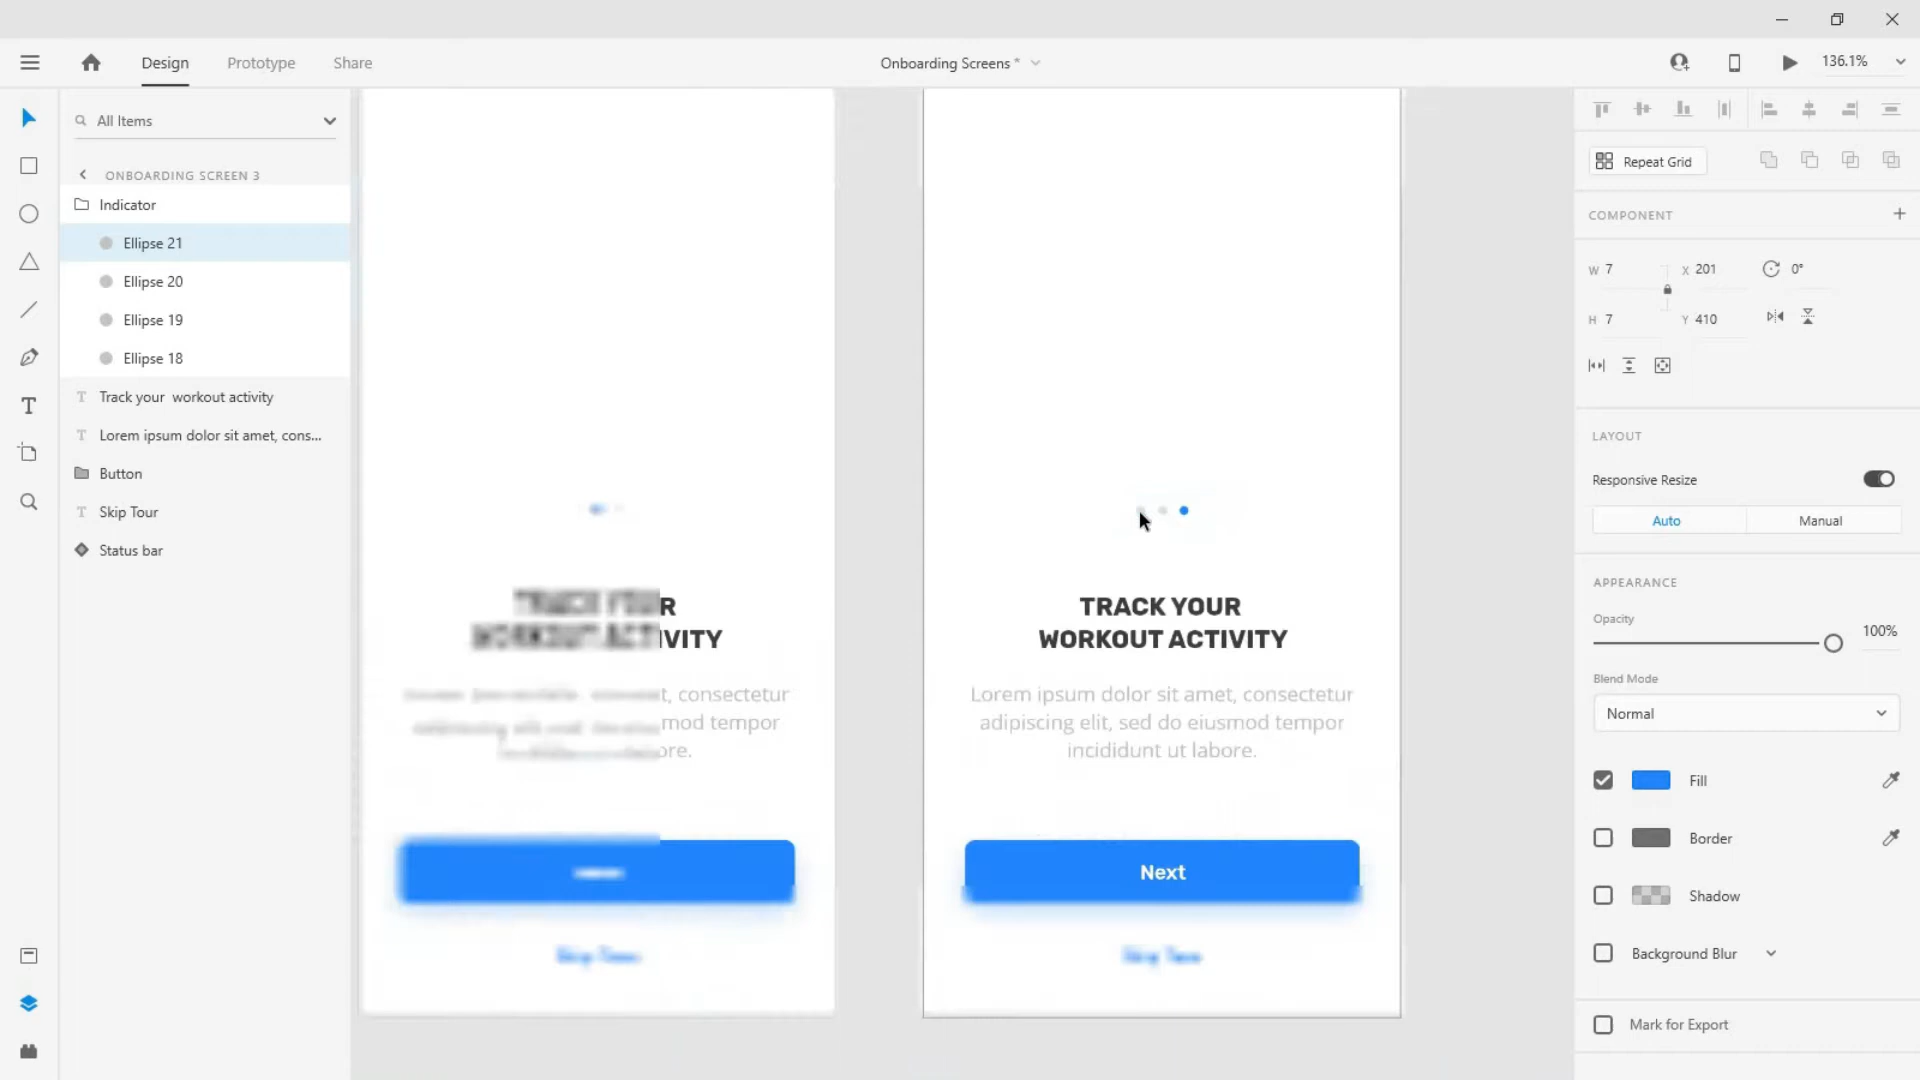 Design
Prototype
Share
Onboarding Screens *
136.1%
All Items
ONBOARDING SCREEN 3
Indicator
Ellipse 21
Ellipse 20
Ellipse 19
Ellipse 18
Track your workout activity
Lorem ipsum dolor sit amet, cons...
Button
Skip Tour
Status bar
R
IVITY
t, consectetur
mod tempor
ore.
TRACK YOUR
WORKOUT ACTIVITY
Lorem ipsum dolor sit amet, consectetur
adipiscing elit, sed do eiusmod tempor
incididunt ut labore.
Next
Repeat Grid
COMPONENT
W 7
X 201
0°
H 7
Y 410
LAYOUT
Responsive Resize
Auto
Manual
APPEARANCE
Opacity
100%
Blend Mode
Normal
Fill
Border
Shadow
Background Blur
Mark for Export